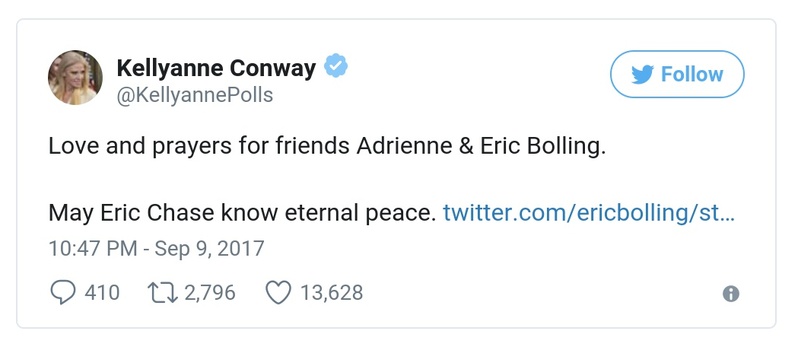 Kellyanne Conway
Follow
@KellyannePolls
Love and prayers for friends Adrienne & Eric Bolling.
May Eric Chase know eternal peace. twitter.com/ericbolling/st…
10:47 PM - Sep 9, 2017
410 2,796 13,628